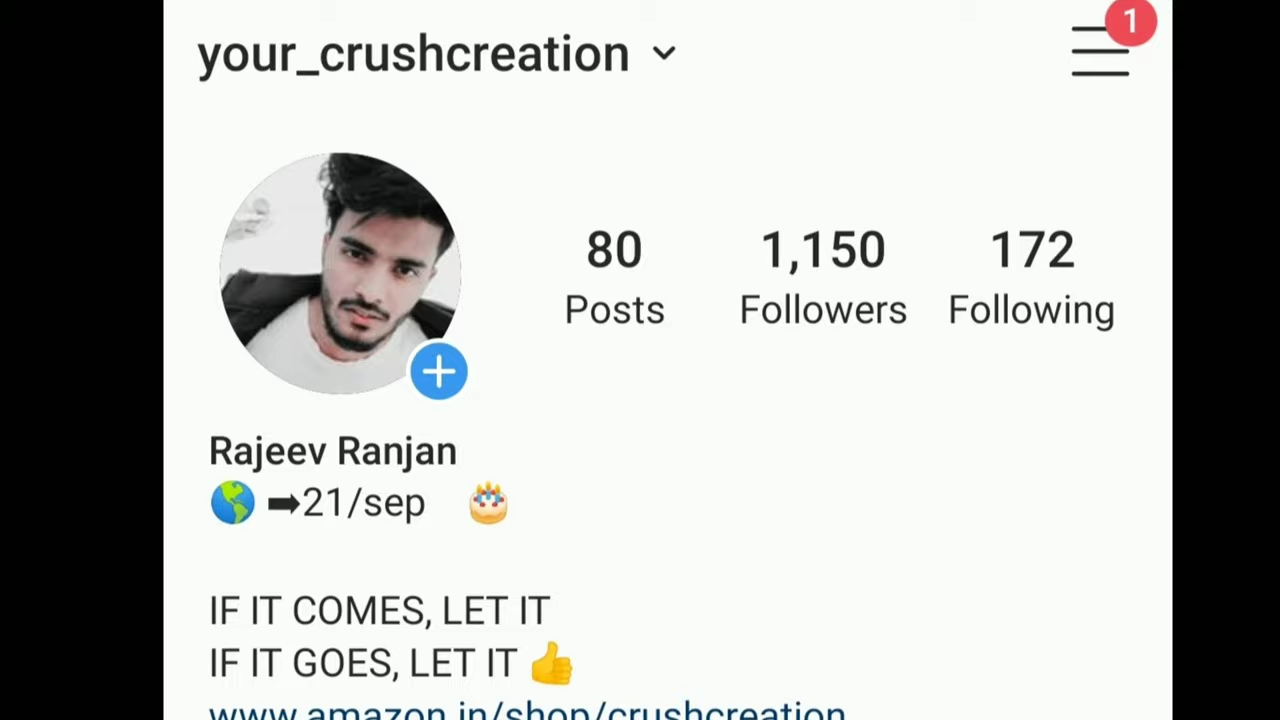 your_crushcreation
1
80 1,150 172
Posts Followers Following
Rajeev Ranjan
🌎 ➡21/sep 🎂
IF IT COMES, LET IT
IF IT GOES, LET IT 👍
www.amazon.in/shop/crushcreation